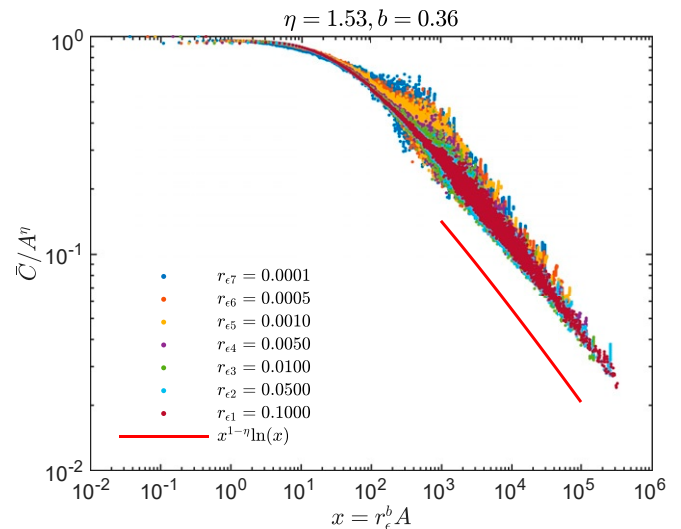 η = 1.53, b = 0.36
10^0
10^-1
10^-2
C̄/A^η
r_ϵ7 = 0.0001
r_ϵ6 = 0.0005
r_ϵ5 = 0.0010
r_ϵ4 = 0.0050
r_ϵ3 = 0.0100
r_ϵ2 = 0.0500
r_ϵ1 = 0.1000
x^1−η ln(x)
10^-2 10^-1 10^0 10^1 10^2 10^3 10^4 10^5 10^6
x = r_ϵ^b A